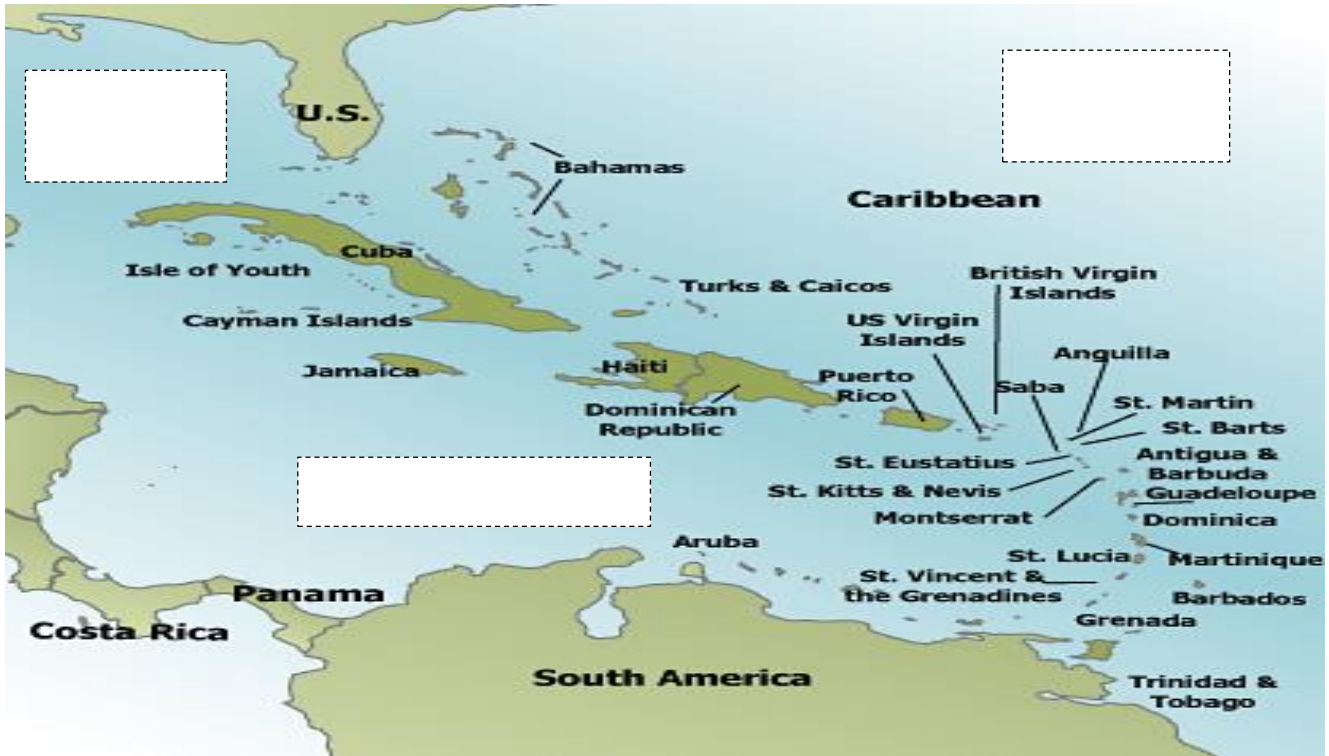 U.S.
Bahamas
Caribbean
Cuba
Isle of Youth
Turks & Caicos
British Virgin
Islands
Cayman Islands
US Virgin
Islands
Anguilla
Jamaica
Haiti
Puerto
Rico
Saba
St. Martin
Dominican
Republic
St. Barts
St. Eustatius
Antigua &
Barbuda
St. Kitts & Nevis
Guadeloupe
Montserrat
Dominica
Aruba
St. Lucia
Martinique
St. Vincent &
the Grenadines
Panama
Barbados
Costa Rica
Grenada
South America
Trinidad &
Tobago